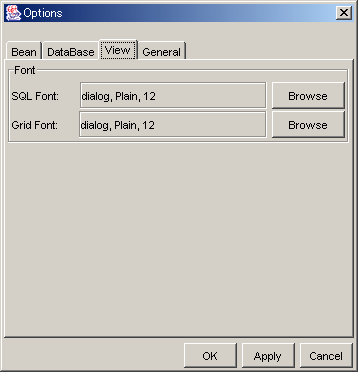 Options
Bean DataBase View General
Font
SQL Font: dialog, Plain, 12 Browse
Grid Font: dialog, Plain, 12 Browse
OK Apply Cancel